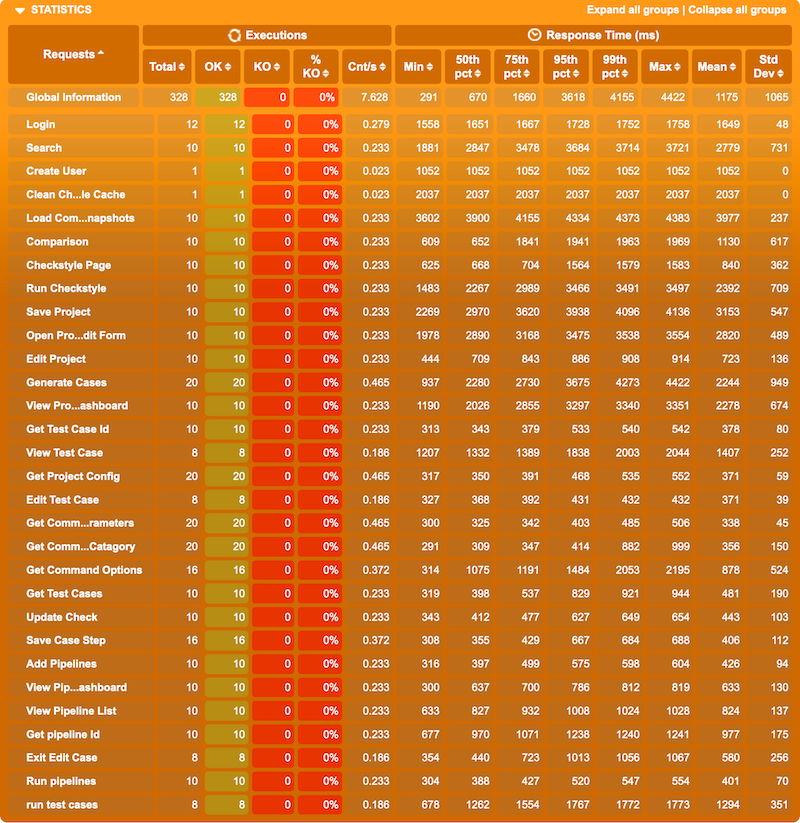 STATISTICS Expand all groups | Collapse all groups
Requests Executions Response Time (ms)
Total OK KO % KO Cnt/s Min 50th pct 75th pct 95th pct 99th pct Max Mean Std Dev
Global Information 328 328 0 0% 7.628 291 670 1660 3618 4155 4422 1175 1065
Login 12 12 0 0% 0.279 1558 1651 1667 1728 1752 1758 1649 48
Search 10 10 0 0% 0.233 1881 2847 3478 3684 3714 3721 2779 731
Create User 1 1 0 0% 0.023 1052 1052 1052 1052 1052 1052 1052 0
Clean Ch...le Cache 1 1 0 0% 0.023 2037 2037 2037 2037 2037 2037 2037 0
Load Com...napshots 10 10 0 0% 0.233 3602 3900 4155 4334 4373 4383 3977 237
Comparison 10 10 0 0% 0.233 609 652 1841 1941 1963 1969 1130 617
Checkstyle Page 10 10 0 0% 0.233 625 668 704 1564 1579 1583 840 362
Run Checkstyle 10 10 0 0% 0.233 1483 2267 2989 3466 3491 3497 2392 709
Save Project 10 10 0 0% 0.233 2269 2970 3620 3938 4096 4136 3153 547
Open Pro...dit Form 10 10 0 0% 0.233 1978 2890 3168 3475 3538 3554 2820 489
Edit Project 10 10 0 0% 0.233 444 709 843 886 908 914 723 136
Generate Cases 20 20 0 0% 0.465 937 2280 2730 3675 4273 4422 2244 949
View Pro...ashboard 10 10 0 0% 0.233 1190 2026 2855 3297 3340 3351 2278 674
Get Test Case Id 10 10 0 0% 0.233 313 343 379 533 540 542 378 80
View Test Case 8 8 0 0% 0.186 1207 1332 1389 1838 2003 2044 1407 252
Get Project Config 20 20 0 0% 0.465 317 350 391 468 535 552 371 59
Edit Test Case 8 8 0 0% 0.186 327 368 392 431 432 432 371 39
Get Comm...rameters 20 20 0 0% 0.465 300 325 342 403 485 506 338 45
Get Comm...Catagory 20 20 0 0% 0.465 291 309 347 414 882 999 356 150
Get Command Options 16 16 0 0% 0.372 314 1075 1191 1484 2053 2195 878 524
Get Test Cases 10 10 0 0% 0.233 319 398 537 829 921 944 481 190
Update Check 10 10 0 0% 0.233 343 412 477 627 649 654 443 103
Save Case Step 16 16 0 0% 0.372 308 355 429 667 684 688 406 112
Add Pipelines 10 10 0 0% 0.233 316 397 499 575 598 604 426 94
View Pip...ashboard 10 10 0 0% 0.233 300 637 700 786 812 819 633 130
View Pipeline List 10 10 0 0% 0.233 633 827 932 1008 1024 1028 824 137
Get pipeline Id 10 10 0 0% 0.233 677 970 1071 1238 1240 1241 977 175
Exit Edit Case 8 8 0 0% 0.186 354 440 723 1013 1056 1067 580 256
Run pipelines 10 10 0 0% 0.233 304 388 427 520 547 554 401 70
run test cases 8 8 0 0% 0.186 678 1262 1554 1767 1772 1773 1294 351